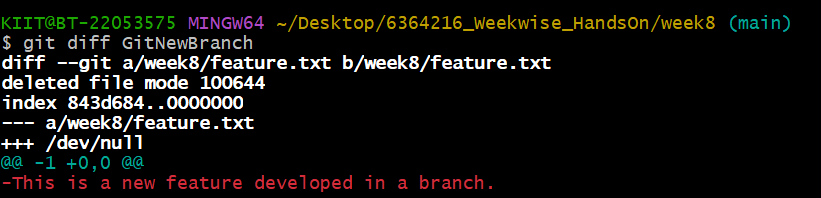 KIIT@BT-22053575 MINGW64 ~/Desktop/6364216_Weekwise_HandsOn/week8 (main)
$ git diff GitNewBranch
diff --git a/week8/feature.txt b/week8/feature.txt
deleted file mode 100644
index 843d684..0000000
--- a/week8/feature.txt
+++ /dev/null
@@ -1 +0,0 @@
-This is a new feature developed in a branch.